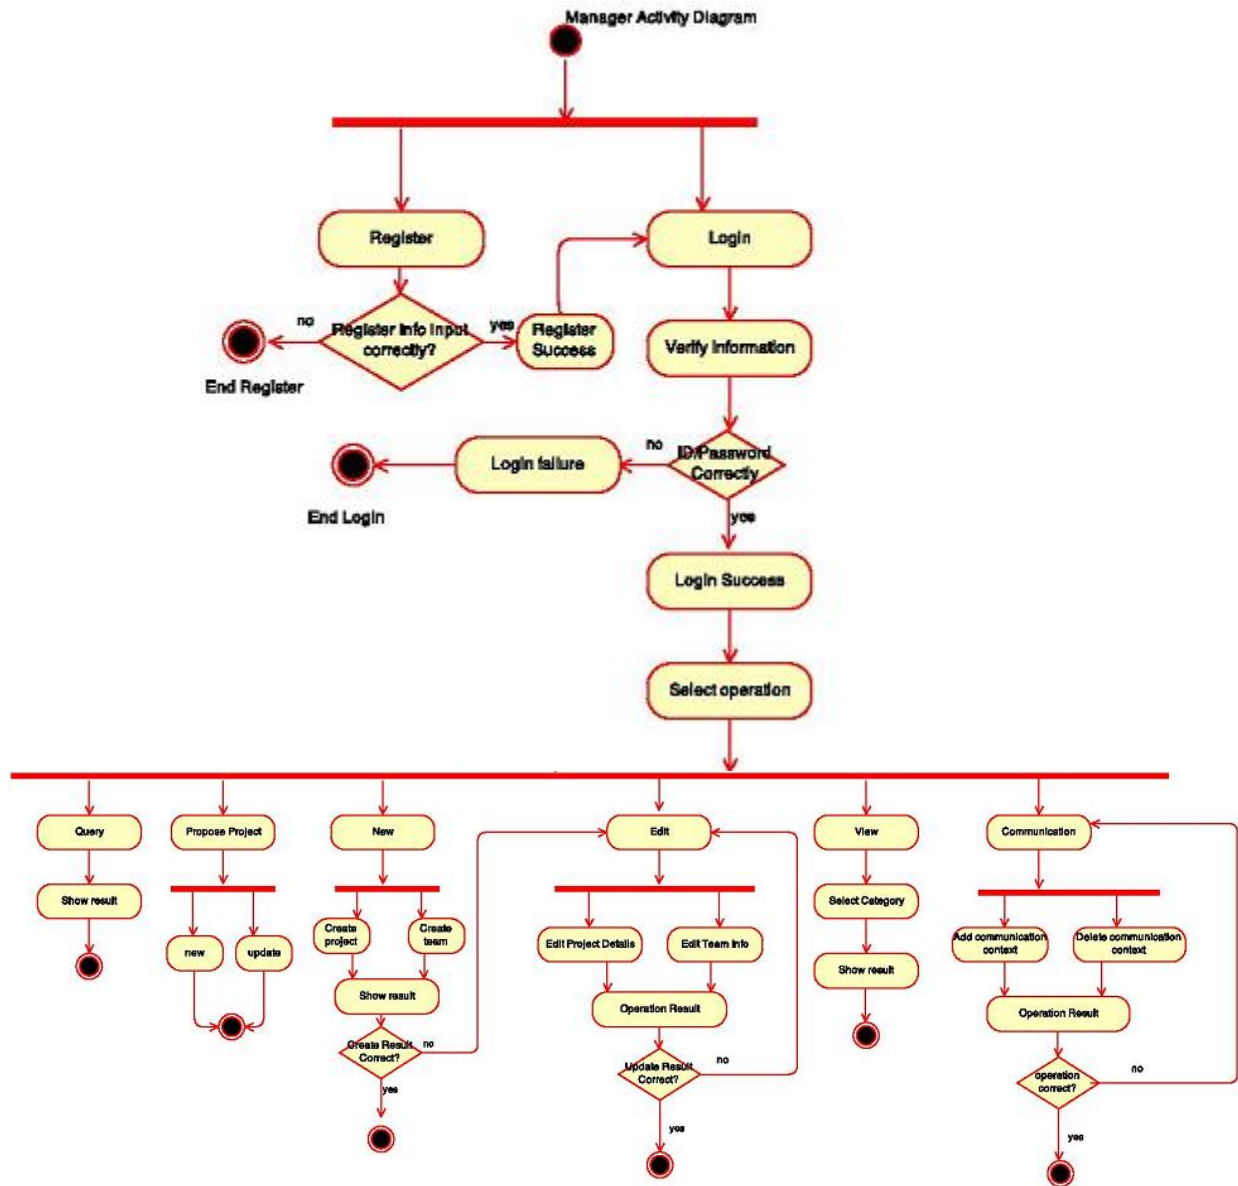 Manager Activity Diagram
Register
Login
no
Register Info Input
correctly?
yes
Register
Success
Verify Information
End Register
no
ID/Password
Correctly
Login failure
End Login
yes
Login Success
Select operation
Query
Propose Project
New
Edit
View
Communication
Show result
Select Category
Create
project
Create
team
new
update
Edit Project Details
Edit Team Info
Add communication
context
Delete communication
context
Show result
Show result
Operation Result
Operation Result
Create Result
Correct?
no
Update Result
Correct?
no
operation
correct?
no
yes
yes
yes